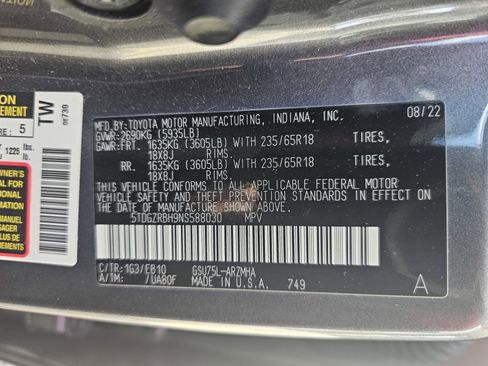 MFD.BY:TOYOTA MOTOR MANUFACTURING, INDIANA, INC. 08/22
GVWR:2690KG (5935LB)
GAWR:FRT. 1635KG (3605LB) WITH 235/65R18 TIRES,
18X8J RIMS.
RR. 1635KG (3605LB) WITH 235/65R18 TIRES,
18X8J RIMS.
THIS VEHICLE CONFORMS TO ALL APPLICABLE FEDERAL MOTOR
VEHICLE SAFETY AND THEFT PREVENTION STANDARDS IN EFFECT ON
THE DATE OF MANUFACTURE SHOWN ABOVE.
5TDGZRBH9NS588030 MPV
C/TR:1G3/EB10 GSU75L-ARZMHA
A/TM: /UA80F MADE IN U.S.A. 749 A
TW
RE: 5
1225 lbs.